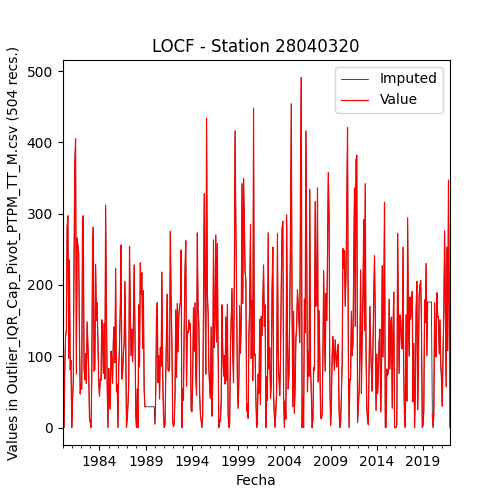 LOCF - Station 28040320
Imputed
Value
Values in Outlier_IQR_Cap_Pivot_PTPM_TT_M.csv (504 recs.)
500
400
300
200
100
0
1984 1989 1994 1999 2004 2009 2014 2019
Fecha